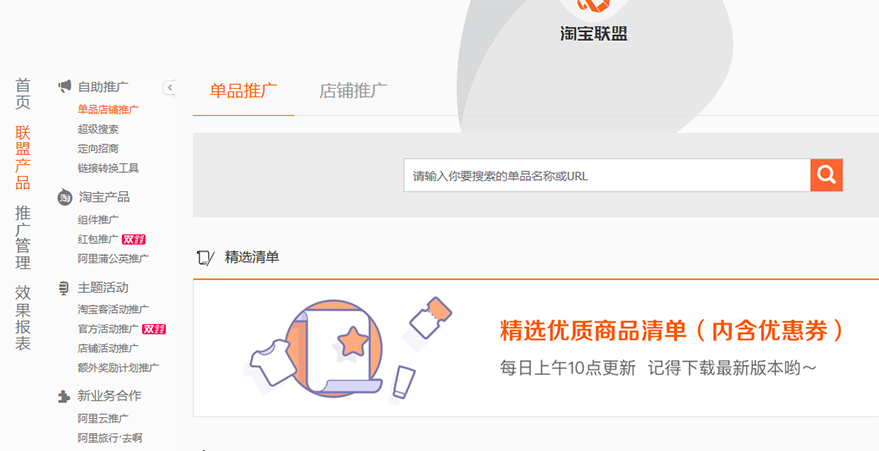 淘宝联盟
首页
联盟产品
推广管理
效果报表
自助推广
单品店铺推广
超级搜索
定向招商
链接转换工具
淘宝产品
组件推广
红包推广 双11
阿里蒲公英推广
主题活动
淘宝客活动推广
官方活动推广 双11
店铺活动推广
额外奖励计划推广
新业务合作
阿里云推广
阿里旅行·去啊
单品推广 店铺推广
请输入你要搜索的单品名称或URL
精选清单
精选优质商品清单（内含优惠券）
每日上午10点更新 记得下载最新版本哟～